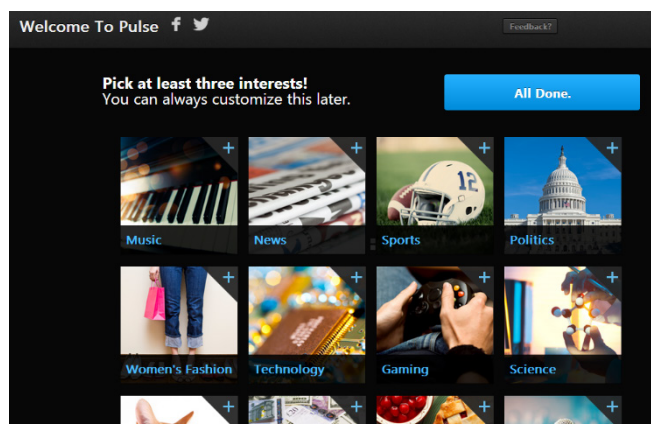 Welcome To Pulse
Feedback?
Pick at least three interests!
You can always customize this later.
All Done.
Music
News
12
Sports
Politics
Women's Fashion
Technology
Gaming
Science